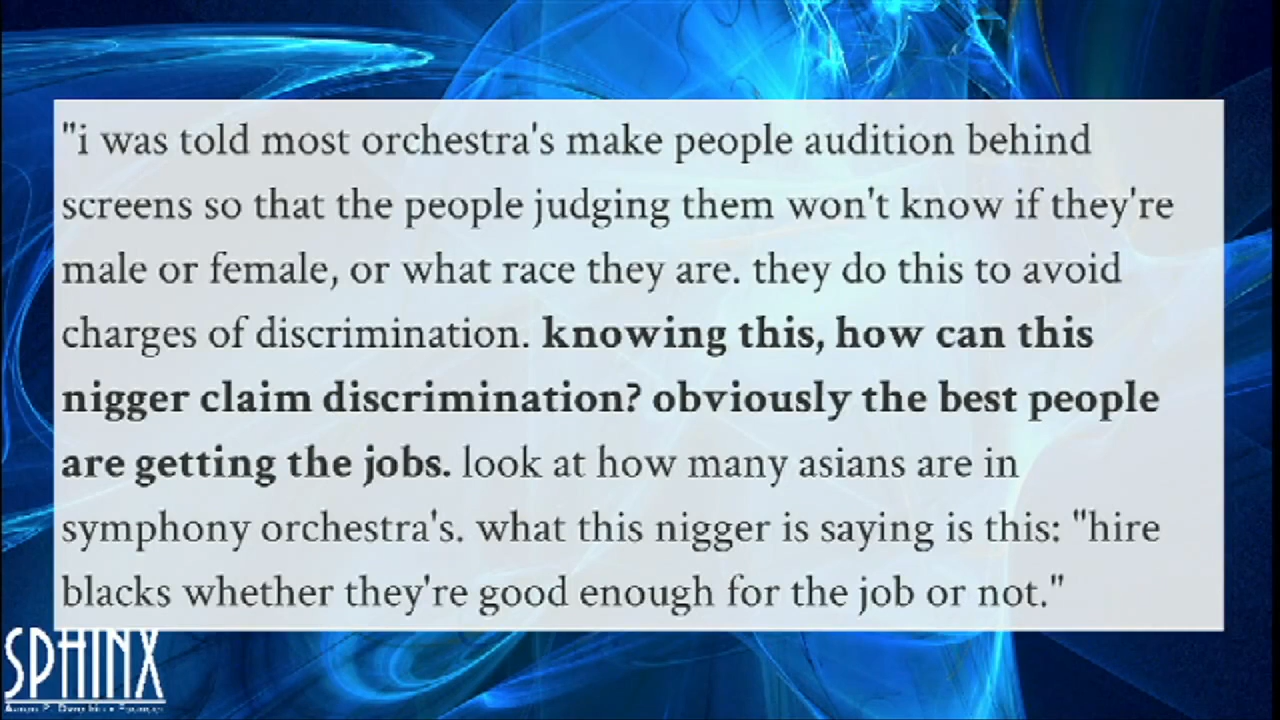 "i was told most orchestra's make people audition behind
screens so that the people judging them won't know if they're
male or female, or what race they are. they do this to avoid
charges of discrimination. knowing this, how can this
nigger claim discrimination? obviously the best people
are getting the jobs. look at how many asians are in
symphony orchestra's. what this nigger is saying is this: "hire
blacks whether they're good enough for the job or not."
SPHINX